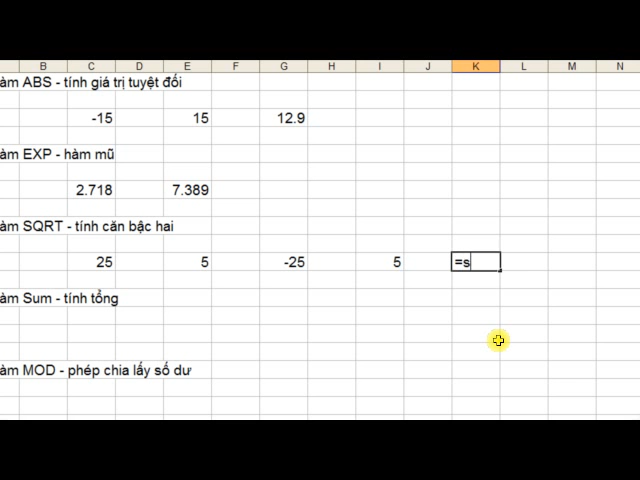 B C D E F G H I J K L M N
àm ABS - tính giá trị tuyệt đối
-15 15 12.9
àm EXP - hàm mũ
2.718 7.389
àm SQRT - tính căn bậc hai
25 5 -25 5 =s
àm Sum - tính tổng
àm MOD - phép chia lấy số dư